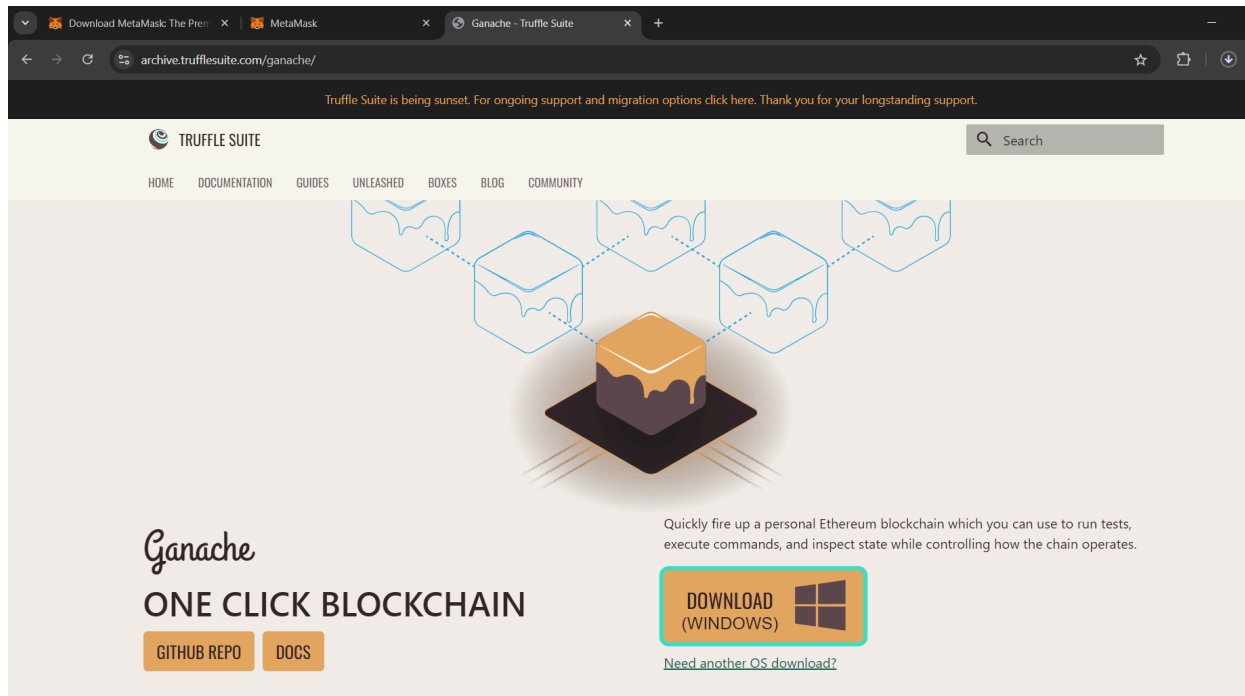 Download MetaMask: The Prem
MetaMask
Ganache - Truffle Suite
archive.trufflesuite.com/ganache/
Truffle Suite is being sunset. For ongoing support and migration options click here. Thank you for your longstanding support.
TRUFFLE SUITE
Search
HOME DOCUMENTATION GUIDES UNLEASHED BOXES BLOG COMMUNITY
Quickly fire up a personal Ethereum blockchain which you can use to run tests,
execute commands, and inspect state while controlling how the chain operates.
Ganache
ONE CLICK BLOCKCHAIN
GITHUB REPO DOCS
DOWNLOAD
(WINDOWS)
Need another OS download?